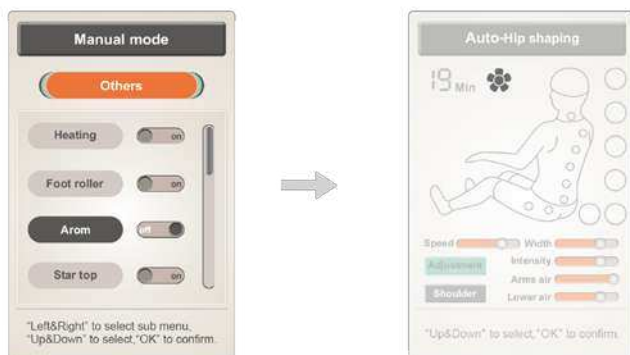 Manual mode
Others
Heating on
Foot roller on
Arom off
Star top on
"Left&Right" to select sub menu,
"Up&Down" to select,"OK" to confirm.
Auto-Hip shaping
19 Min
Speed Width
Adjustment Intensity
Arms air
Shoulder Lower air
"Up&Down" to select,"OK" to confirm.